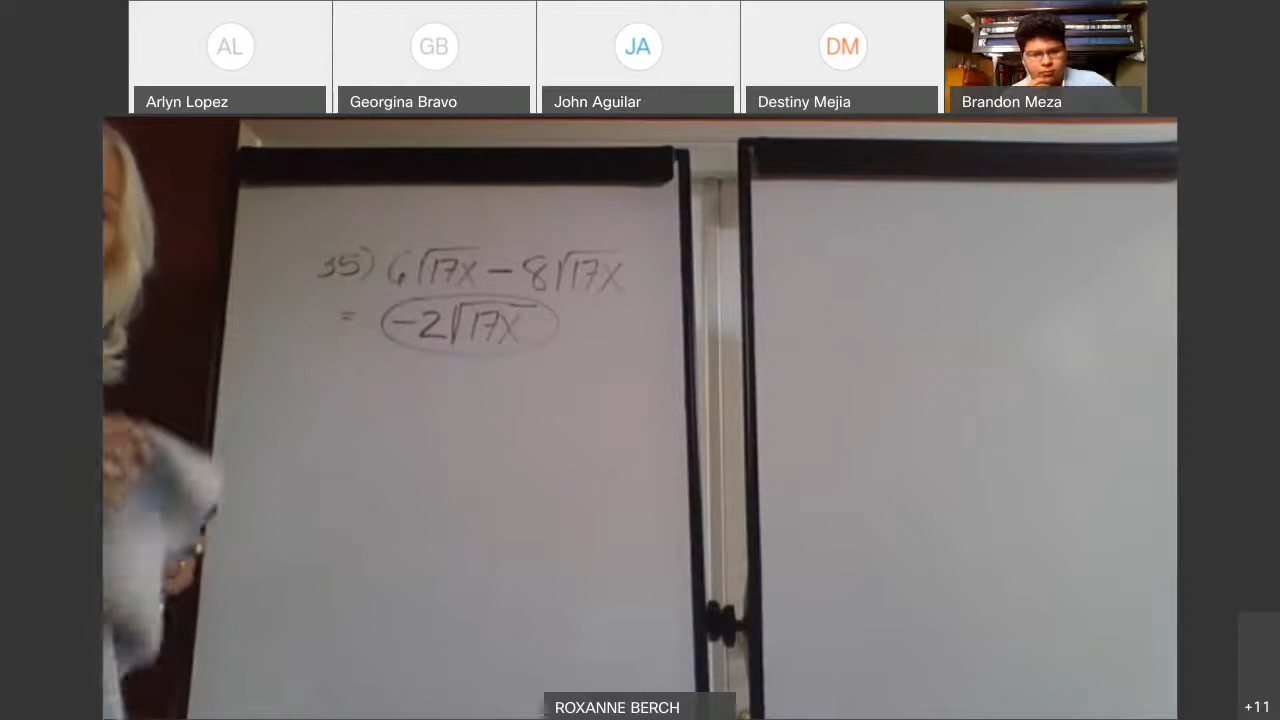 AL
GB
JA
DM
Arlyn Lopez
Georgina Bravo
John Aguilar
Destiny Mejia
Brandon Meza
35) 6√17x - 8√17x
= -2√17x
ROXANNE BERCH
+11